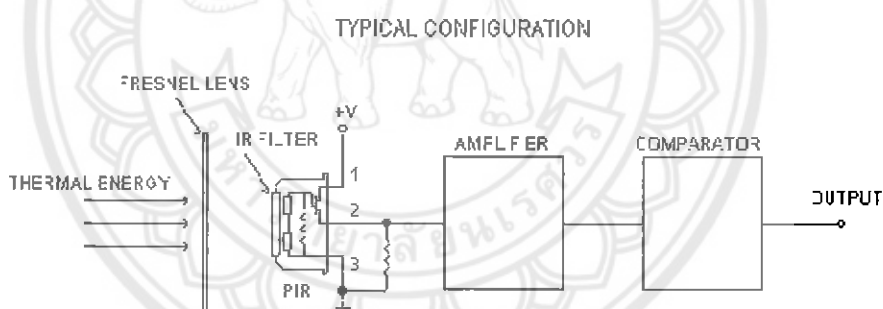 TYPICAL CONFIGURATION
FRESNEL LENS
+V
IR FILTER
AMPLIFIER
COMPARATOR
THERMAL ENERGY
1
OUTPUT
2
3
PIR